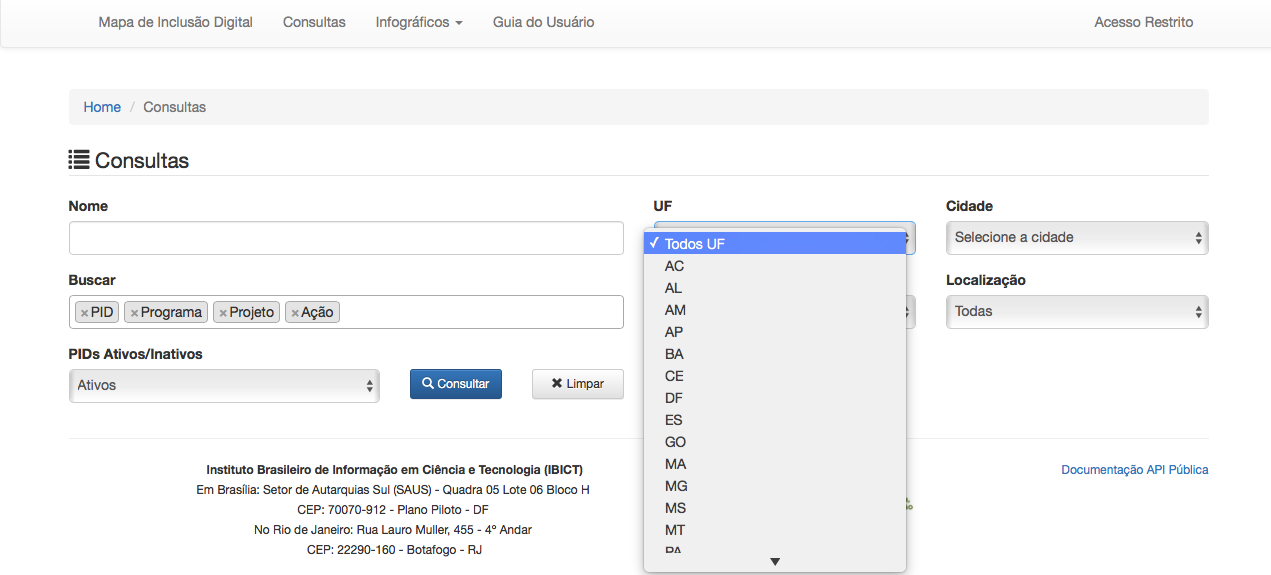 Mapa de Inclusão Digital Consultas Infográficos Guia do Usuário Acesso Restrito
Home / Consultas
Consultas
Nome UF Cidade
Selecione a cidade
Buscar Localização
×PID ×Programa ×Projeto ×Ação Todas
PIDs Ativos/Inativos
Ativos Consultar Limpar
✓ Todos UF
AC
AL
AM
AP
BA
CE
DF
ES
GO
MA
MG
MS
MT
Instituto Brasileiro de Informação em Ciência e Tecnologia (IBICT)
Em Brasília: Setor de Autarquias Sul (SAUS) - Quadra 05 Lote 06 Bloco H
CEP: 70070-912 - Plano Piloto - DF
No Rio de Janeiro: Rua Lauro Muller, 455 - 4º Andar
CEP: 22290-160 - Botafogo - RJ
Documentação API Pública